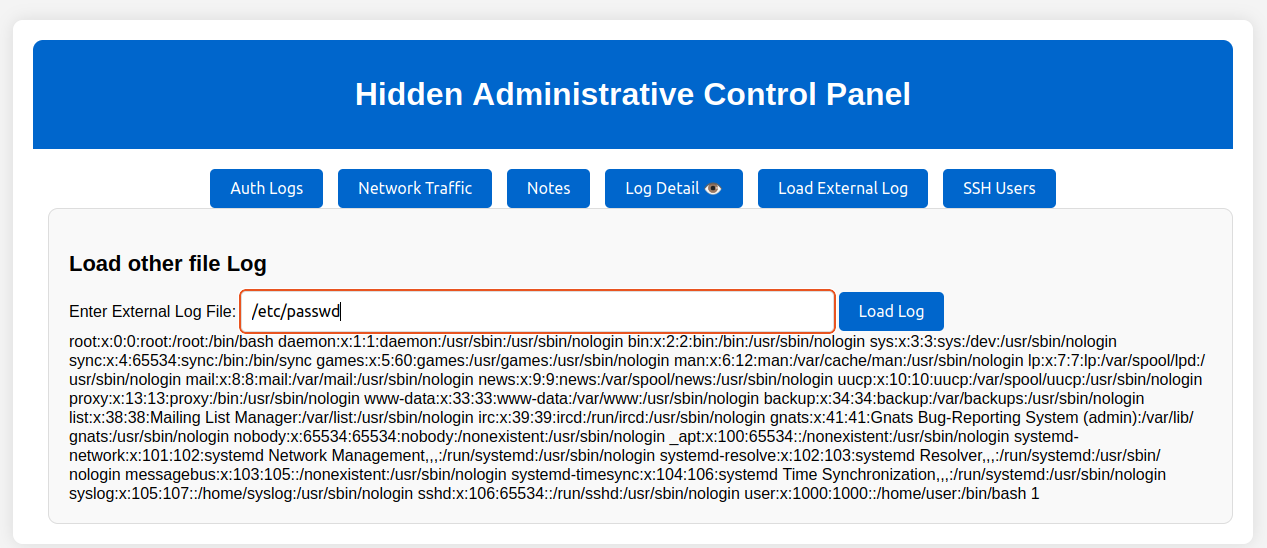 Hidden Administrative Control Panel
Auth Logs
Network Traffic
Notes
Log Detail 👁
Load External Log
SSH Users
Load other file Log
Enter External Log File:
/etc/passwd
Load Log
root:x:0:0:root:/root:/bin/bash daemon:x:1:1:daemon:/usr/sbin:/usr/sbin/nologin bin:x:2:2:bin:/bin:/usr/sbin/nologin sys:x:3:3:sys:/dev:/usr/sbin/nologin
sync:x:4:65534:sync:/bin:/bin/sync games:x:5:60:games:/usr/games:/usr/sbin/nologin man:x:6:12:man:/var/cache/man:/usr/sbin/nologin lp:x:7:7:lp:/var/spool/lpd:/
usr/sbin/nologin mail:x:8:8:mail:/var/mail:/usr/sbin/nologin news:x:9:9:news:/var/spool/news:/usr/sbin/nologin uucp:x:10:10:uucp:/var/spool/uucp:/usr/sbin/nologin
proxy:x:13:13:proxy:/bin:/usr/sbin/nologin www-data:x:33:33:www-data:/var/www:/usr/sbin/nologin backup:x:34:34:backup:/var/backups:/usr/sbin/nologin
list:x:38:38:Mailing List Manager:/var/list:/usr/sbin/nologin irc:x:39:39:ircd:/run/ircd:/usr/sbin/nologin gnats:x:41:41:Gnats Bug-Reporting System (admin):/var/lib/
gnats:/usr/sbin/nologin nobody:x:65534:65534:nobody:/nonexistent:/usr/sbin/nologin _apt:x:100:65534::/nonexistent:/usr/sbin/nologin systemd-
network:x:101:102:systemd Network Management,,,:/run/systemd:/usr/sbin/nologin systemd-resolve:x:102:103:systemd Resolver,,,:/run/systemd:/usr/sbin/
nologin messagebus:x:103:105::/nonexistent:/usr/sbin/nologin systemd-timesync:x:104:106:systemd Time Synchronization,,,:/run/systemd:/usr/sbin/nologin
syslog:x:105:107::/home/syslog:/usr/sbin/nologin sshd:x:106:65534::/run/sshd:/usr/sbin/nologin user:x:1000:1000::/home/user:/bin/bash 1